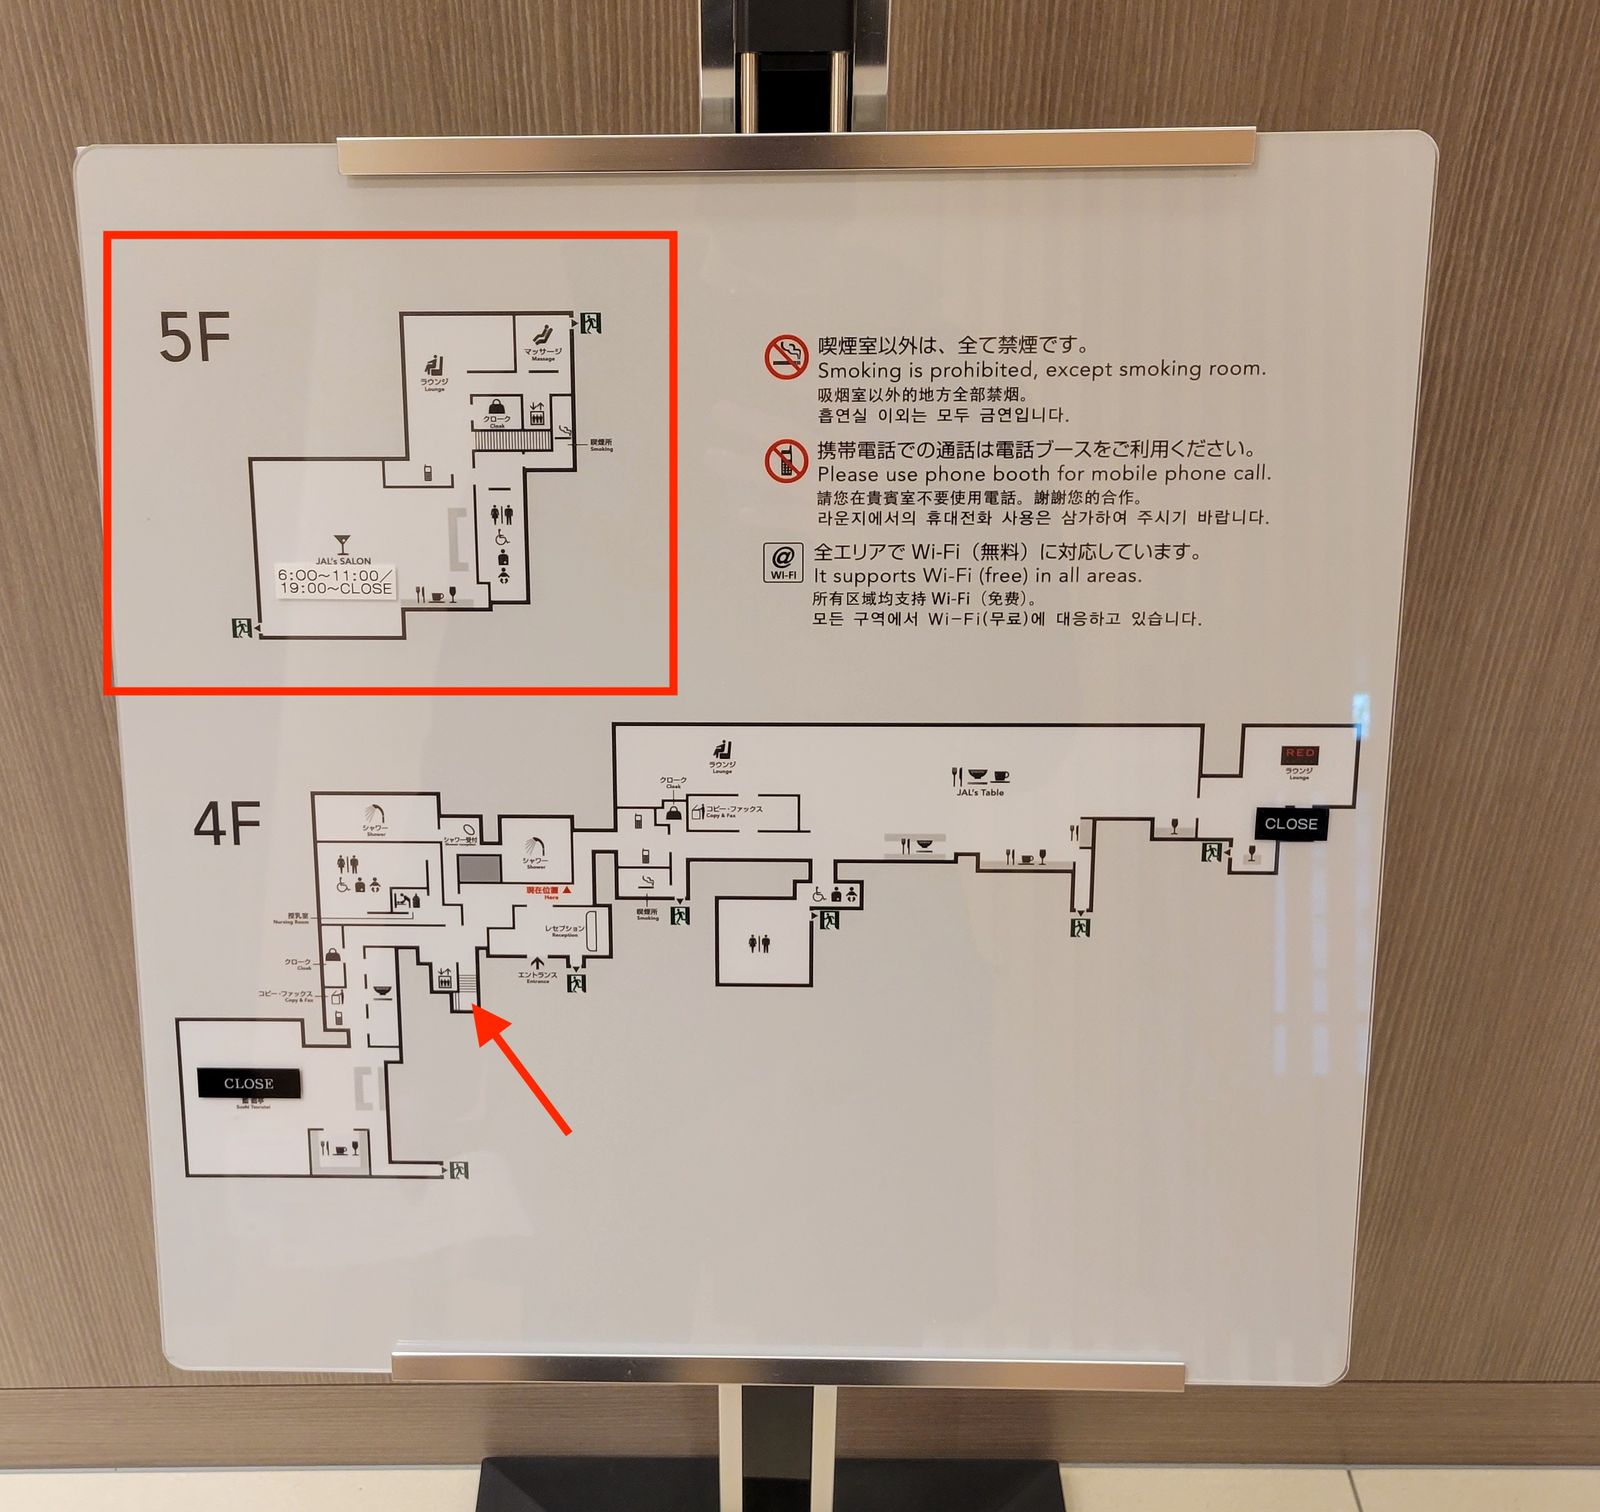 5F
マッサージ
Massage
ラウンジ
Lounge
クローク
Cloak
喫煙所
Smoking
JAL's SALON
6:00〜11:00/
19:00〜CLOSE
喫煙室以外は、全て禁煙です。
Smoking is prohibited, except smoking room.
吸烟室以外的地方全部禁烟。
흡연실 이외는 모두 금연입니다.
携帯電話での通話は電話ブースをご利用ください。
Please use phone booth for mobile phone call.
請您在貴賓室不要使用電話。謝謝您的合作。
라운지에서의 휴대전화 사용은 삼가하여 주시기 바랍니다.
@
Wi-Fi
全エリアで Wi-Fi（無料）に対応しています。
It supports Wi-Fi (free) in all areas.
所有区域均支持 Wi-Fi（免费）。
모든 구역에서 Wi-Fi(무료)에 대응하고 있습니다.
4F
ラウンジ
Lounge
JAL's Table
RED
ラウンジ
Lounge
CLOSE
クローク
Cloak
コピー・ファックス
Copy & Fax
シャワー
Shower
シャワー受付
Shower reception
シャワー
Shower
現在位置
Here
喫煙所
Smoking
授乳室
Nursing Room
レセプション
Reception
エントランス
Entrance
クローク
Cloak
コピー・ファックス
Copy & Fax
CLOSE